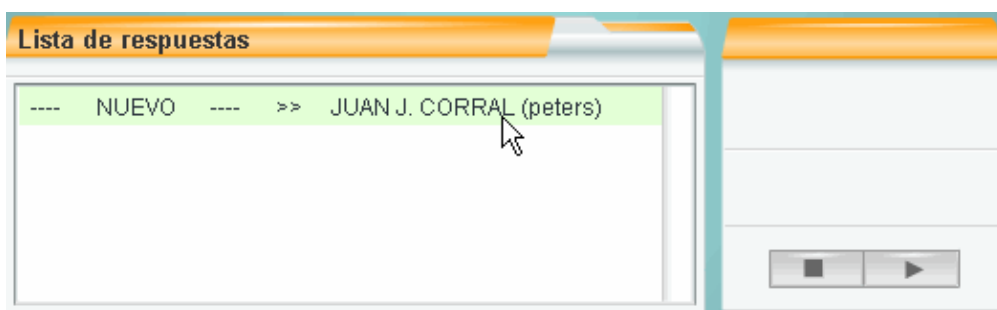 Lista de respuestas
---- NUEVO ---- >> JUAN J. CORRAL (peters)